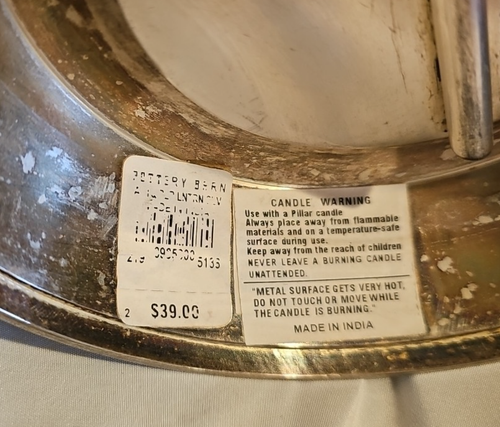 POTTERY BARN
5135
2
$39.00
CANDLE WARNING
Use with a Pillar candle
Always place away from flammable
materials and on a temperature-safe
surface during use.
Keep away from the reach of children
NEVER LEAVE A BURNING CANDLE
UNATTENDED.
"METAL SURFACE GETS VERY HOT,
DO NOT TOUCH OR MOVE WHILE
THE CANDLE IS BURNING."
MADE IN INDIA